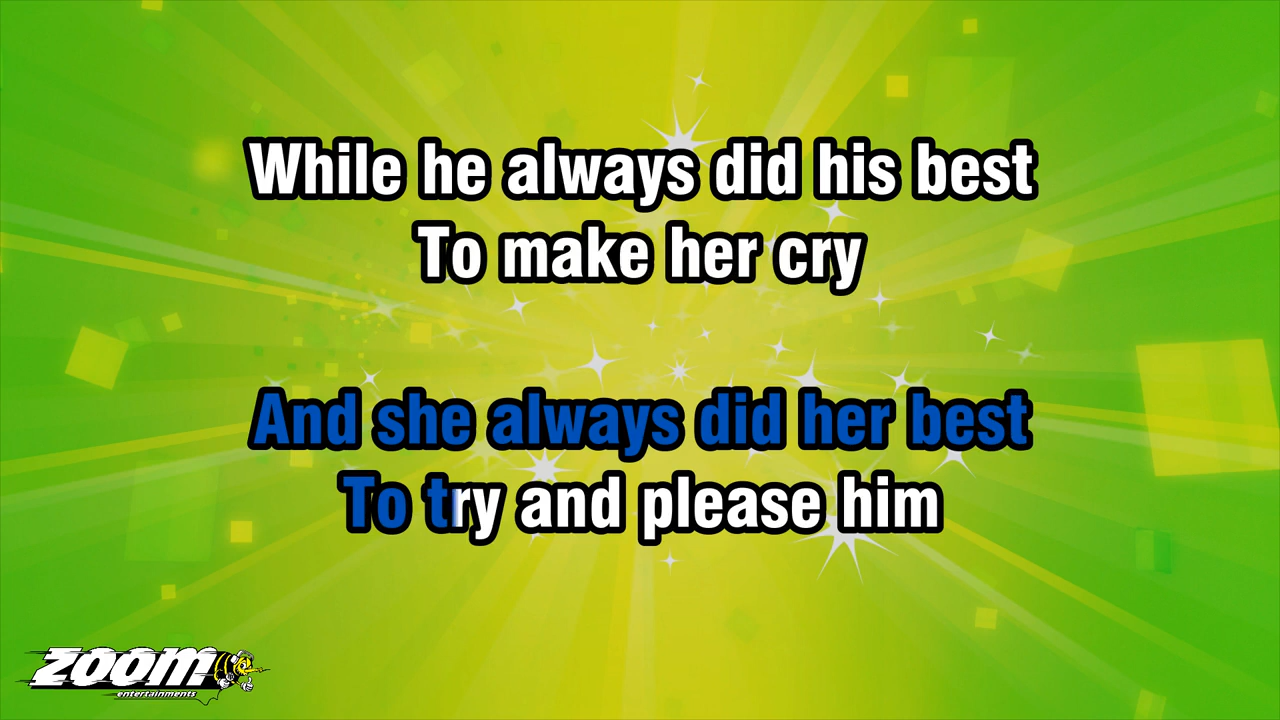 While he always did his best
To make her cry
And she always did her best
To try and please him
ZOOM
entertainments